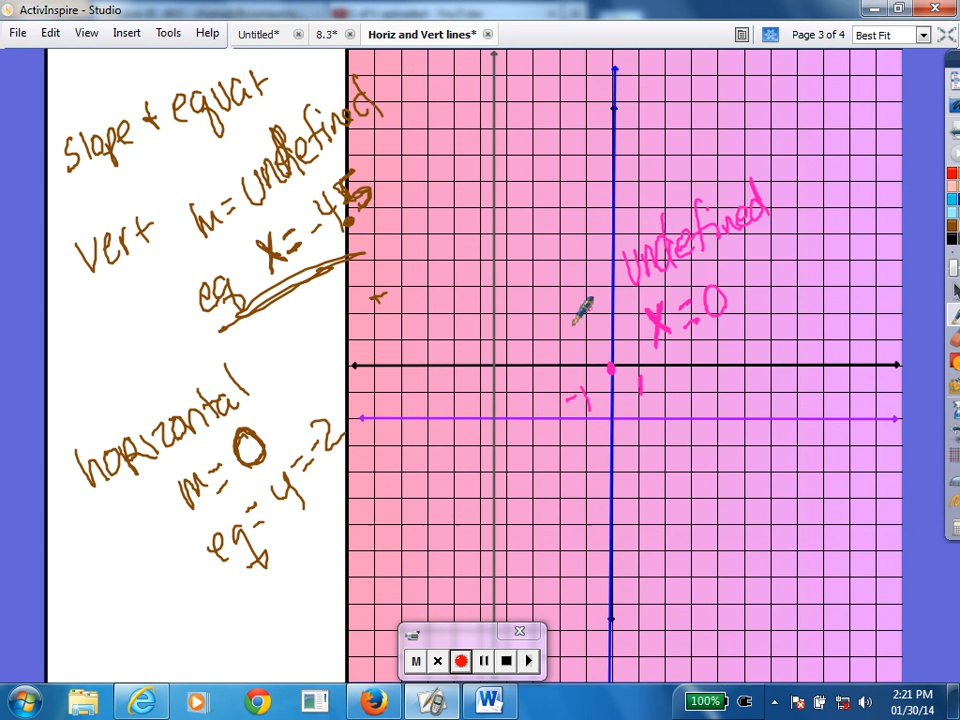 ActivInspire - Studio
File Edit View Insert Tools Help
Untitled* 8.3* Horiz and Vert lines* Page 3 of 4 Best Fit
slope + equat
vert m = undefined
eq x = -4.5
undefined
x = 0
-1 1
horizontal
m = 0
eq = y = -2
M
100%
2:21 PM
01/30/14